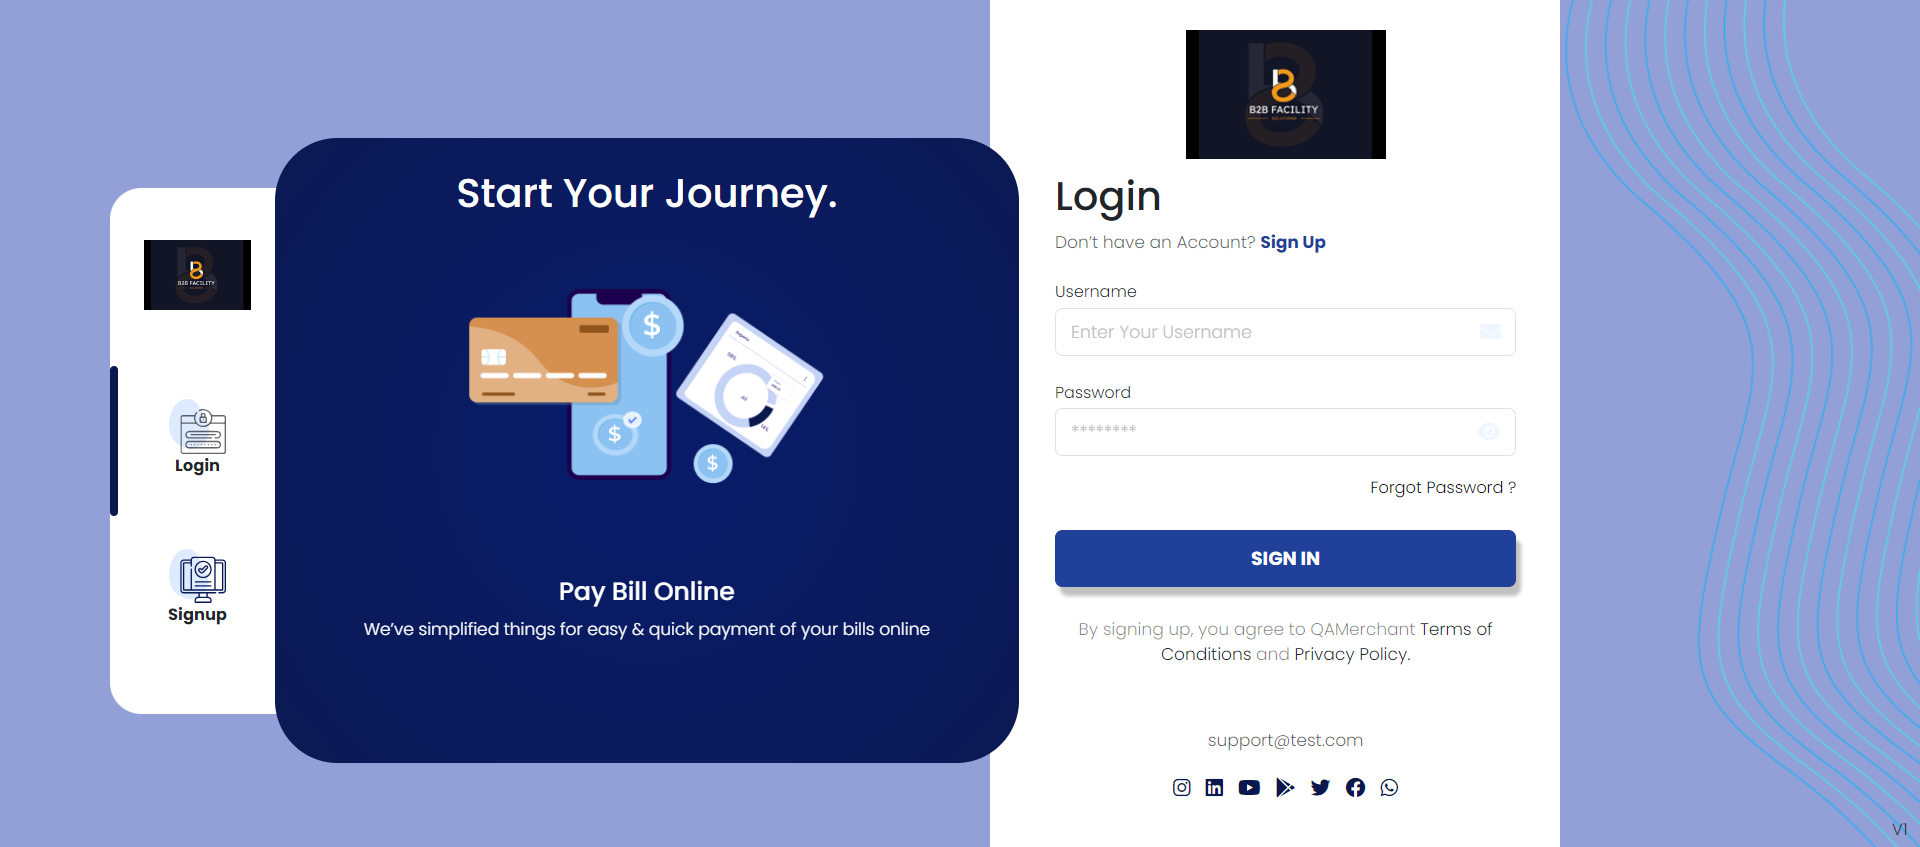 B2B FACILITY
Login
Signup
Start Your Journey.
Pay Bill Online
We've simplified things for easy & quick payment of your bills online
B2B FACILITY
SOLUTIONS
Login
Don't have an Account? Sign Up
Username
Enter Your Username
Password
********
Forgot Password ?
SIGN IN
By signing up, you agree to QAMerchant Terms of
Conditions and Privacy Policy.
support@test.com
V1